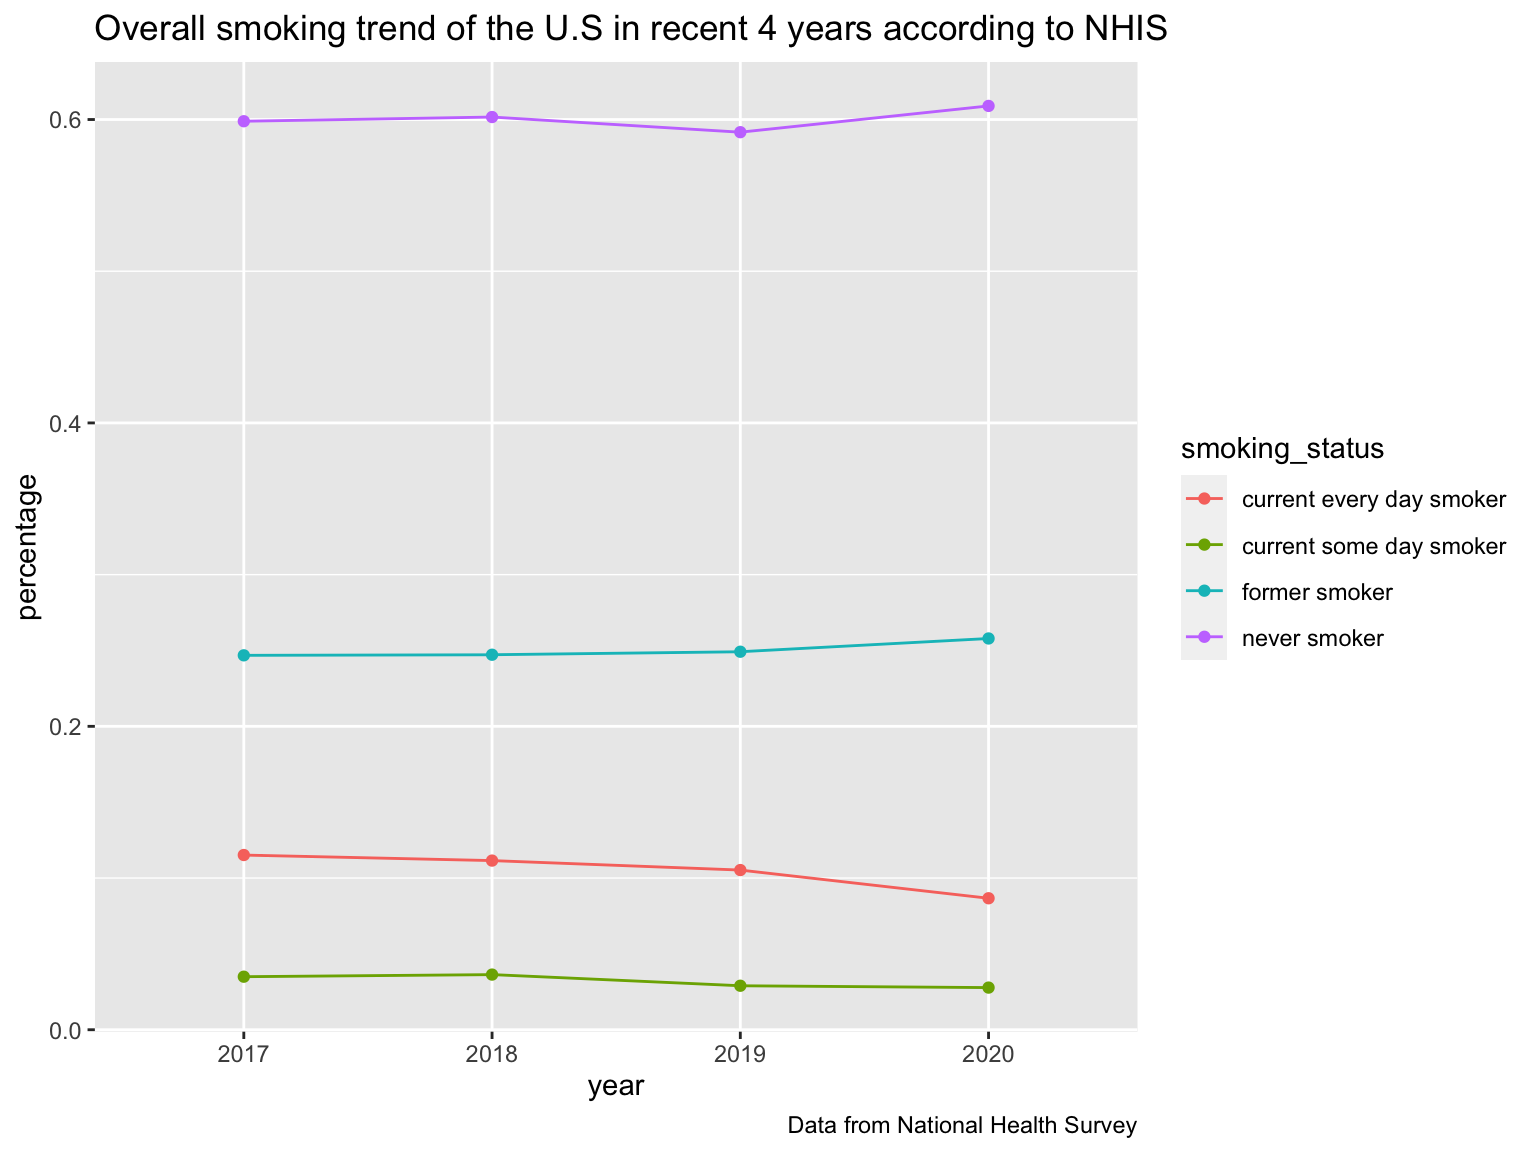 Overall smoking trend of the U.S in recent 4 years according to NHIS
percentage
0.6
0.4
0.2
0.0
2017 2018 2019 2020
year
smoking_status
current every day smoker
current some day smoker
former smoker
never smoker
Data from National Health Survey